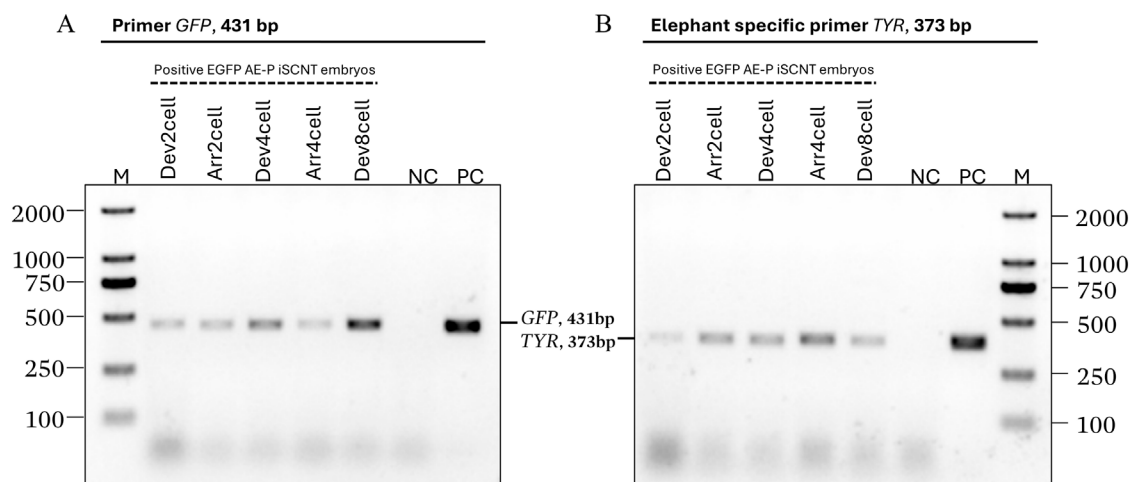 A
Primer GFP, 431 bp
Positive EGFP AE-P iSCNT embryos
Dev2cell
Arr2cell
Dev4cell
Arr4cell
Dev8cell
M
NC
PC
2000
1000
750
500
250
100
GFP, 431bp
TYR, 373bp
B
Elephant specific primer TYR, 373 bp
Positive EGFP AE-P iSCNT embryos
Dev2cell
Arr2cell
Dev4cell
Arr4cell
Dev8cell
NC
PC
M
2000
1000
750
500
250
100